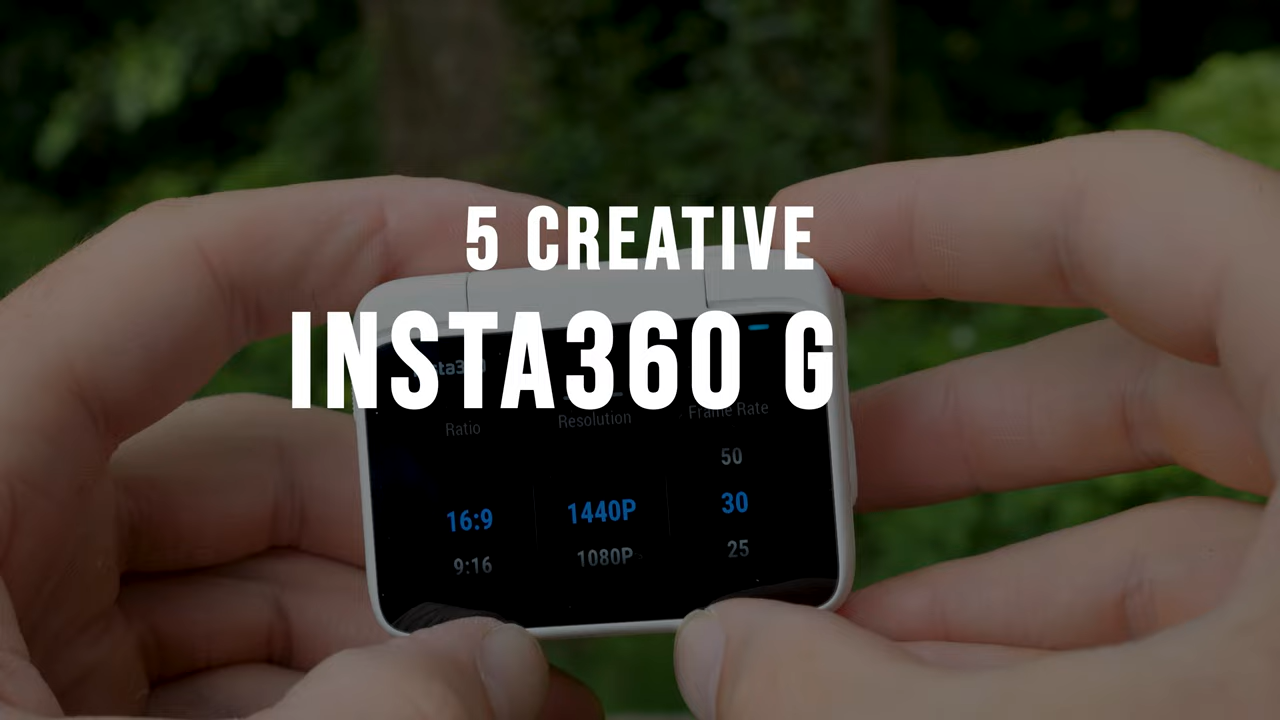 5 CREATIVE
INSTA360 G
Ratio Resolution Frame Rate
50
16:9 1440P 30
9:16 1080P 25